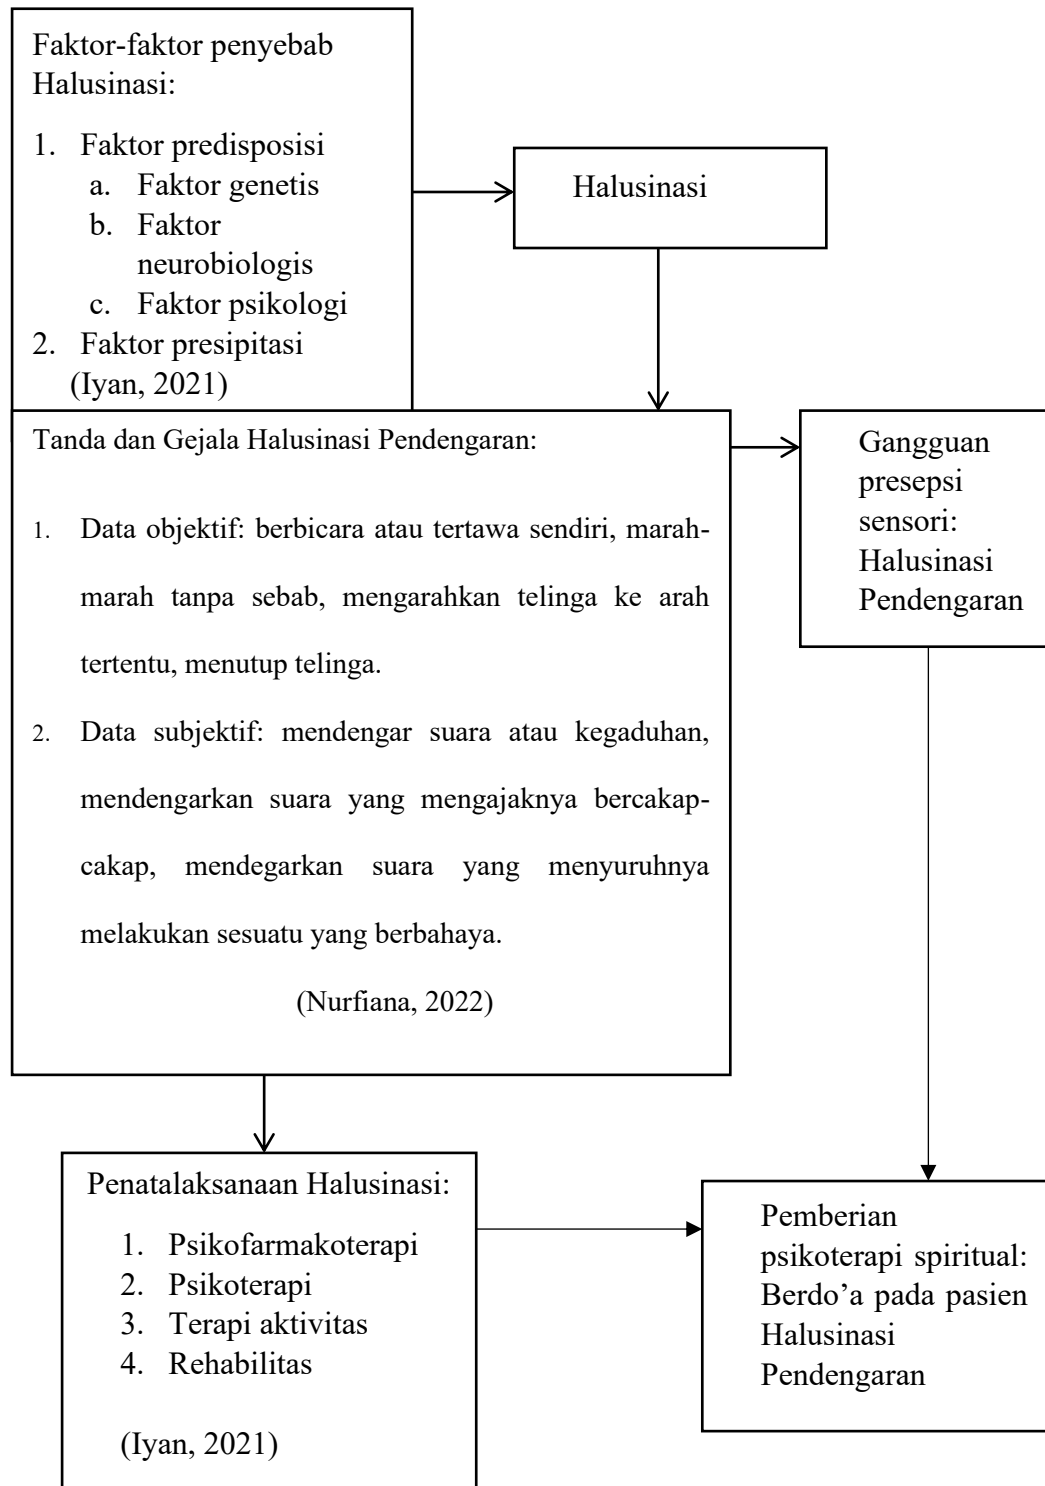 Faktor-faktor penyebab
Halusinasi:
1. Faktor predisposisi
a. Faktor genetis
b. Faktor
neurobiologis
c. Faktor psikologi
2. Faktor presipitasi
(Iyan, 2021)
Halusinasi
Tanda dan Gejala Halusinasi Pendengaran:
1. Data objektif: berbicara atau tertawa sendiri, marah-
marah tanpa sebab, mengarahkan telinga ke arah
tertentu, menutup telinga.
2. Data subjektif: mendengar suara atau kegaduhan,
mendengarkan suara yang mengajaknya bercakap-
cakap, mendegarkan suara yang menyuruhnya
melakukan sesuatu yang berbahaya.
(Nurfiana, 2022)
Gangguan
presepsi
sensori:
Halusinasi
Pendengaran
Penatalaksanaan Halusinasi:
1. Psikofarmakoterapi
2. Psikoterapi
3. Terapi aktivitas
4. Rehabilitas
(Iyan, 2021)
Pemberian
psikoterapi spiritual:
Berdo’a pada pasien
Halusinasi
Pendengaran